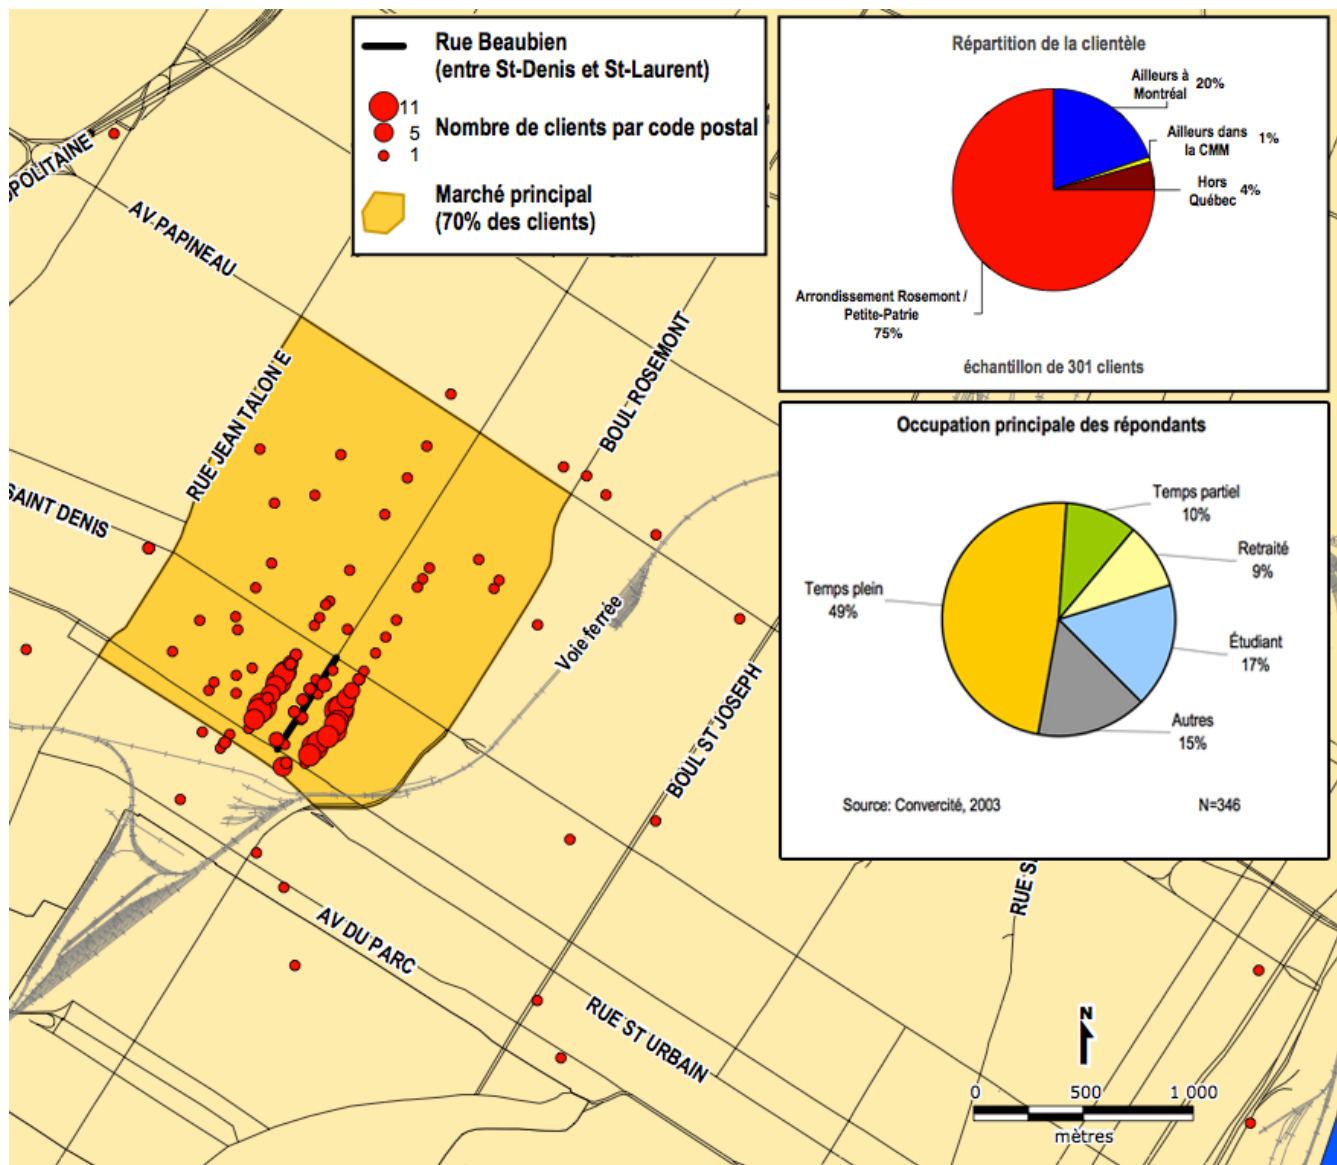 Rue Beaubien
(entre St-Denis et St-Laurent)
11
5
1
Nombre de clients par code postal
Marché principal
(70% des clients)
Répartition de la clientèle
Ailleurs à
Montréal 20%
Ailleurs dans
la CMM 1%
Hors
Québec 4%
Arrondissement Rosemont /
Petite-Patrie
75%
échantillon de 301 clients
Occupation principale des répondants
Temps partiel
10%
Retraité
9%
Temps plein
49%
Étudiant
17%
Autres
15%
Source: Convercité, 2003 N=346
OPOLITAINE
AV PAPINEAU
RUE JEAN TALON E
BOUL ROSEMONT
SAINT DENIS
Voie ferrée
BOUL ST JOSEPH
AV DU PARC
RUE ST URBAIN
RUE S
N
0 500 1 000
mètres